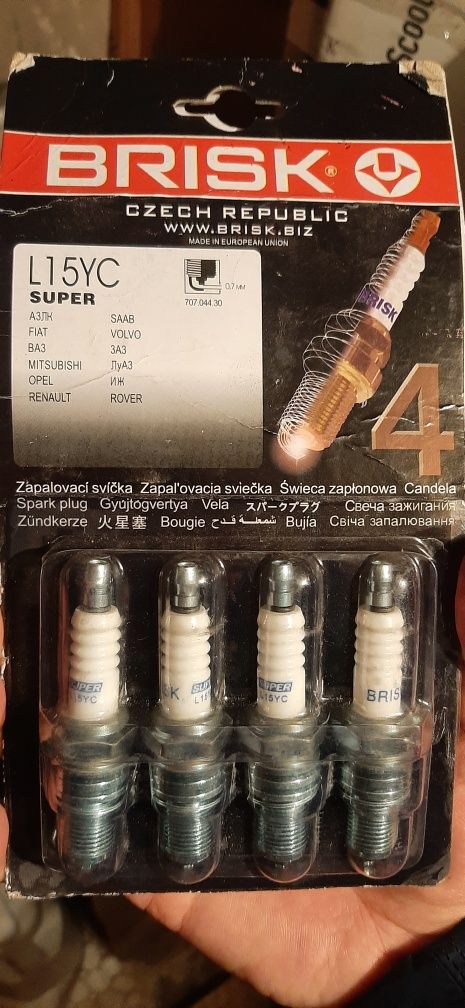 Scoot
BRISK®
CZECH REPUBLIC
WWW.BRISK.BIZ
MADE IN EUROPEAN UNION
L15YC
SUPER
0,7 мм
707.044.30
АЗЛК SAAB
FIAT VOLVO
ВАЗ ЗАЗ
MITSUBISHI ЛуАЗ
OPEL ИЖ
RENAULT ROVER
BRISK
4
Zapalovací svíčka Zapal'ovacia sviečka Świeca zapłonowa Candela
Spark plug Gyújtógyertya Vela スパークプラグ Свеча зажигания
Zündkerze 火星塞 Bougie شمعة قدح Bujía Свіча запалювання
SUPER
L15YC
SUPER
L15YC
BRISK